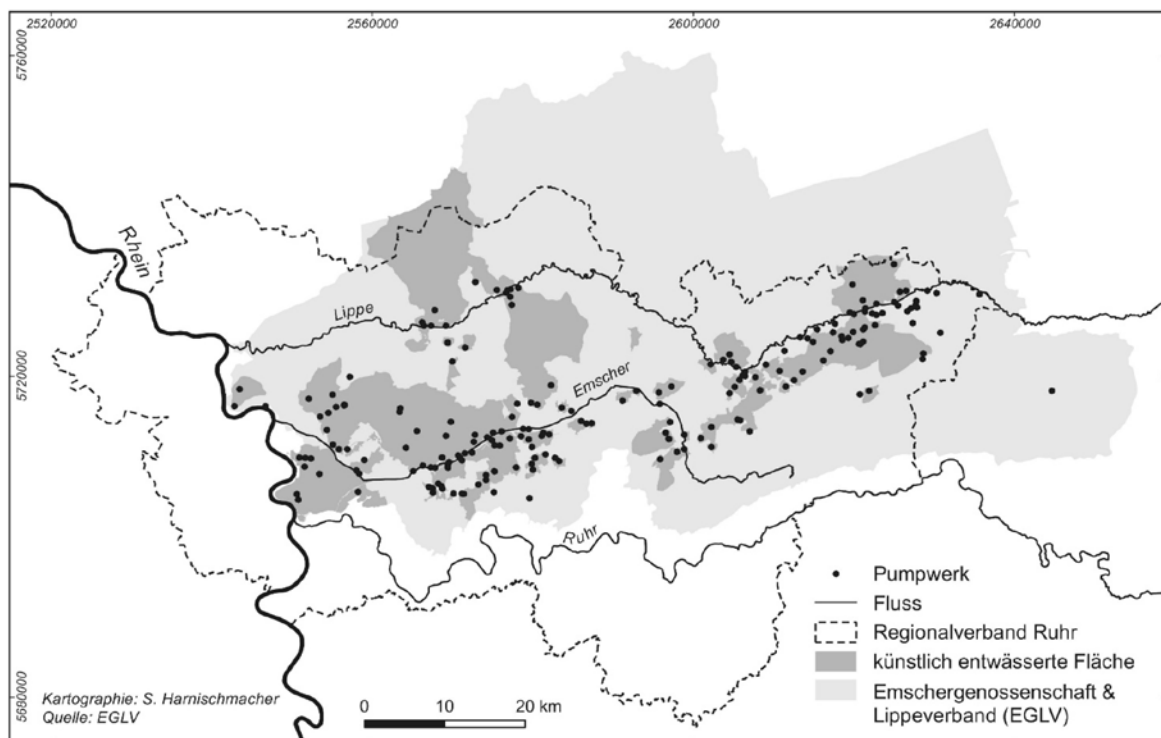 2520000
2560000
2600000
2640000
5760000
5720000
5680000
Rhein
Lippe
Emscher
Ruhr
Pumpwerk
Fluss
Regionalverband Ruhr
künstlich entwässerte Fläche
Emschergenossenschaft &
Lippeverband (EGLV)
Kartographie: S. Harnischmacher
Quelle: EGLV
0 10 20 km